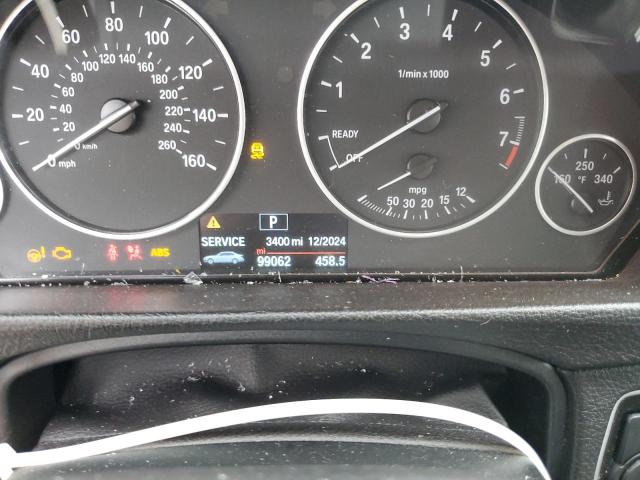 20 40 60 80 100 120 140 160
0 20 40 60 80 100 120 140 160 180 200 220 240 260
0 mph
km/h
1 2 3 4 5 6 7
1/min x 1000
READY
OFF
mpg
50 30 20 15 12
160 250 340
°F
P
SERVICE 3400 mi 12/2024
mi
99062 458.5
ABS